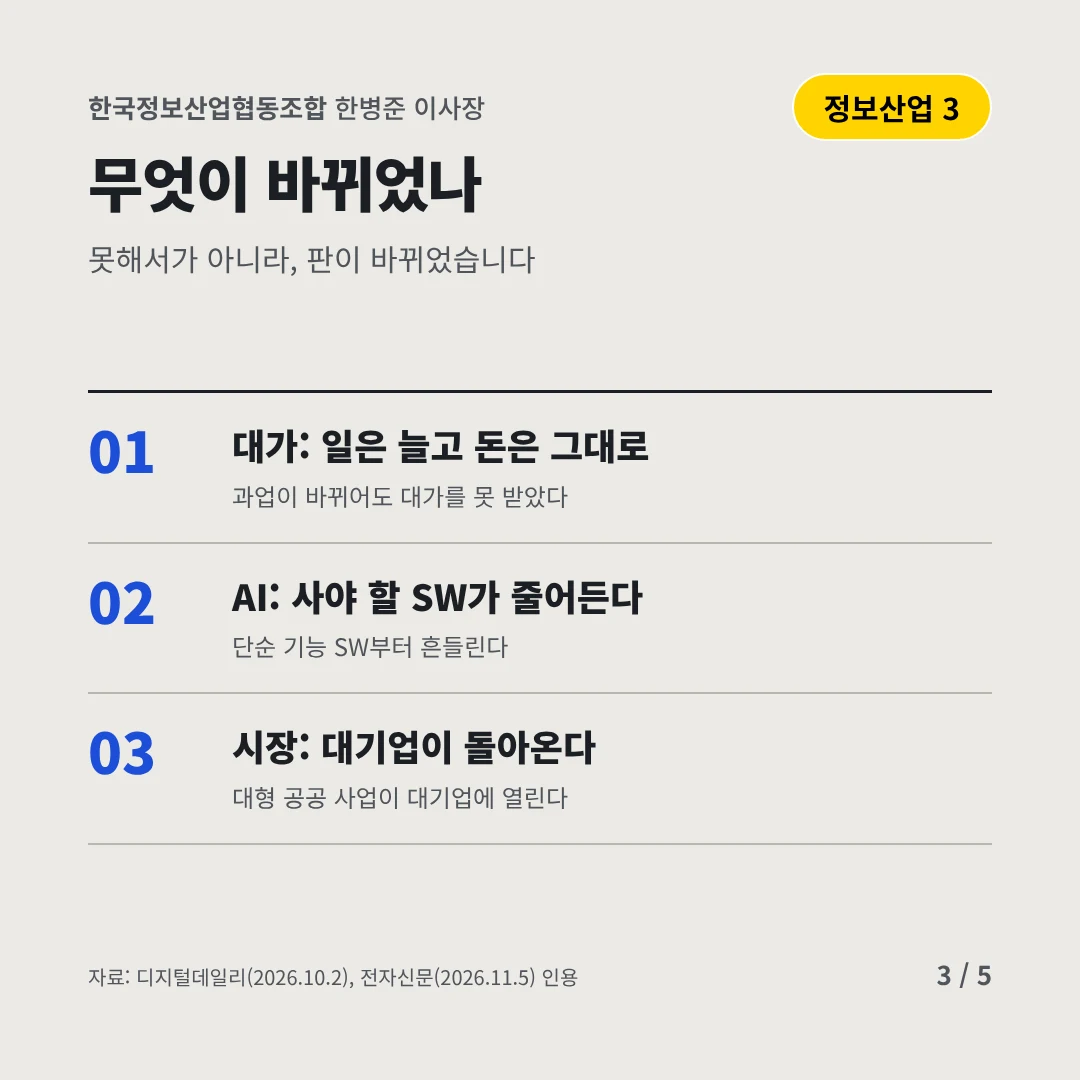 한국정보산업협동조합 한병준 이사장
정보산업 3
무엇이 바뀌었나
못해서가 아니라, 판이 바뀌었습니다
01
대가: 일은 늘고 돈은 그대로
과업이 바뀌어도 대가를 못 받았다
02
AI: 사야 할 SW가 줄어든다
단순 기능 SW부터 흔들린다
03
시장: 대기업이 돌아온다
대형 공공 사업이 대기업에 열린다
자료: 디지털데일리(2026.10.2), 전자신문(2026.11.5) 인용
3 / 5